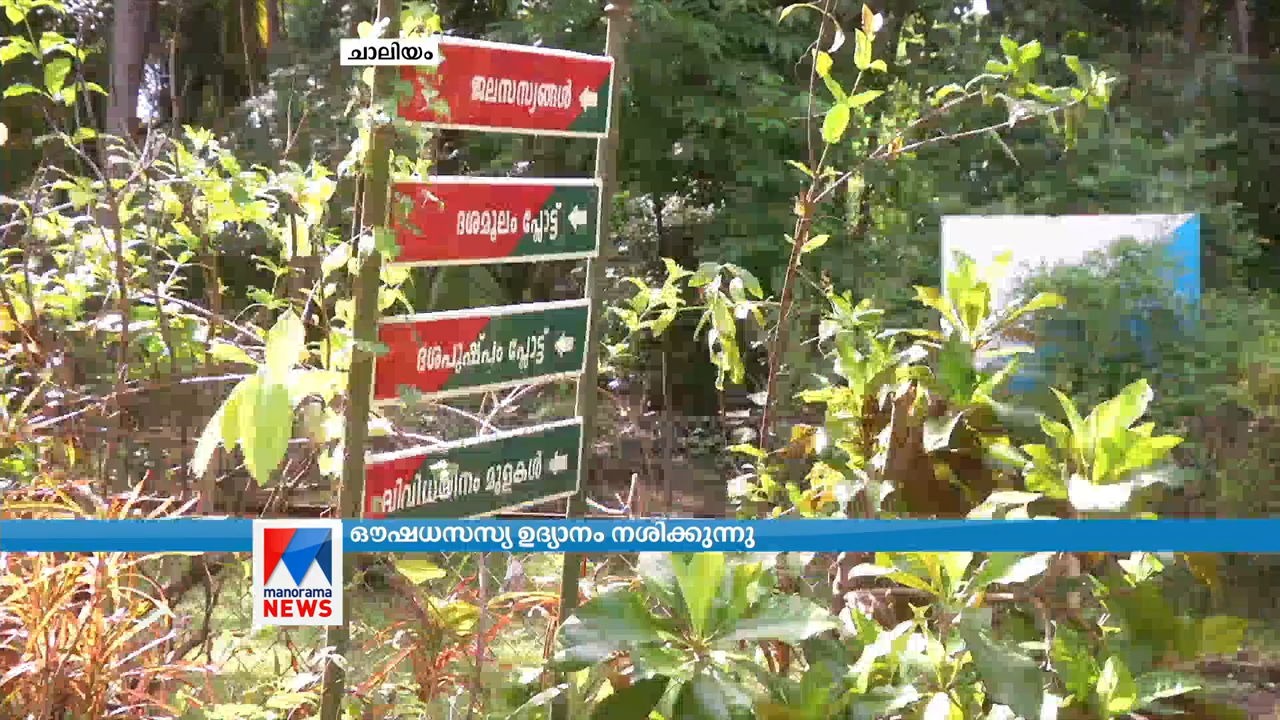 ചാലിയം
ജലസസ്യങ്ങൾ
ദശമൂലം പ്ലോട്ട്
ദശപുഷ്പം പ്ലോട്ട്
വിവിധയിനം മുളകൾ
ഔഷധസസ്യ ഉദ്യാനം നശിക്കുന്നു
manorama
NEWS